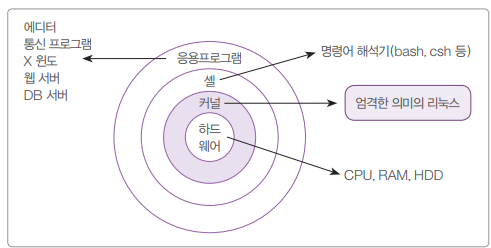 에디터
통신 프로그램
X 윈도
웹 서버
DB 서버
응용프로그램
셸
명령어 해석기(bash, csh 등)
커널
엄격한 의미의 리눅스
하드
웨어
CPU, RAM, HDD